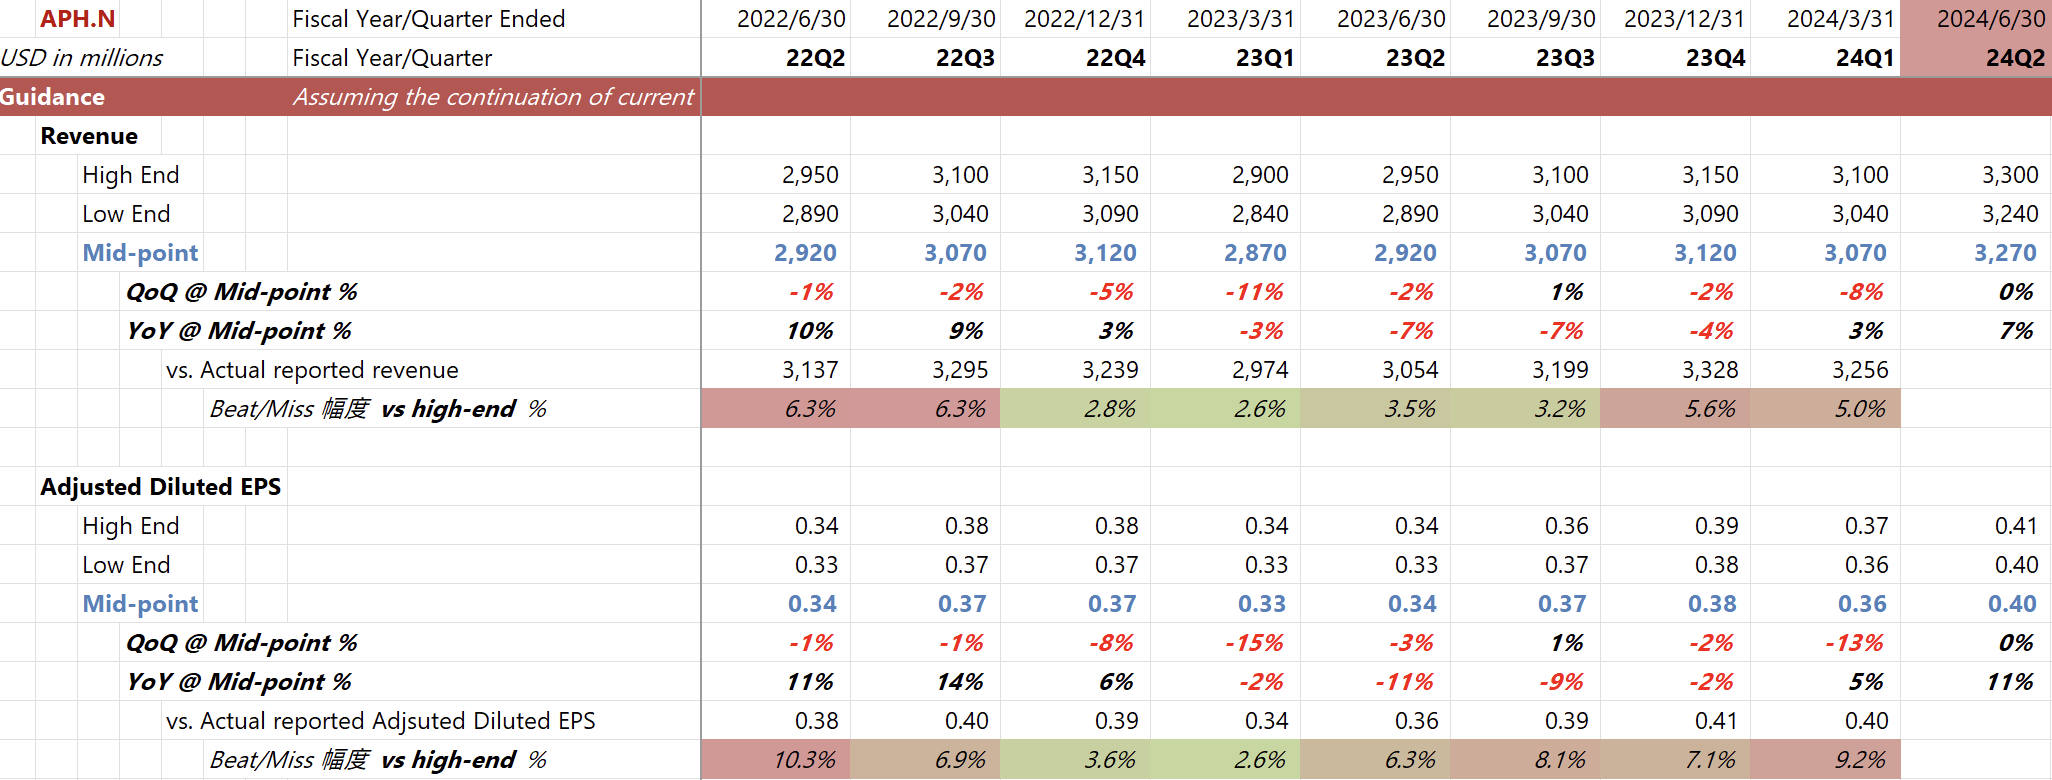 APH.N Fiscal Year/Quarter Ended 2022/6/30 2022/9/30 2022/12/31 2023/3/31 2023/6/30 2023/9/30 2023/12/31 2024/3/31 2024/6/30
USD in millions Fiscal Year/Quarter 22Q2 22Q3 22Q4 23Q1 23Q2 23Q3 23Q4 24Q1 24Q2
Guidance Assuming the continuation of current
Revenue
High End 2,950 3,100 3,150 2,900 2,950 3,100 3,150 3,100 3,300
Low End 2,890 3,040 3,090 2,840 2,890 3,040 3,090 3,040 3,240
Mid-point 2,920 3,070 3,120 2,870 2,920 3,070 3,120 3,070 3,270
QoQ @ Mid-point % -1% -2% -5% -11% -2% 1% -2% -8% 0%
YoY @ Mid-point % 10% 9% 3% -3% -7% -7% -4% 3% 7%
vs. Actual reported revenue 3,137 3,295 3,239 2,974 3,054 3,199 3,328 3,256
Beat/Miss 幅度 vs high-end % 6.3% 6.3% 2.8% 2.6% 3.5% 3.2% 5.6% 5.0%
Adjusted Diluted EPS
High End 0.34 0.38 0.38 0.34 0.34 0.36 0.39 0.37 0.41
Low End 0.33 0.37 0.37 0.33 0.33 0.37 0.38 0.36 0.40
Mid-point 0.34 0.37 0.37 0.33 0.34 0.37 0.38 0.36 0.40
QoQ @ Mid-point % -1% -1% -8% -15% -3% 1% -2% -13% 0%
YoY @ Mid-point % 11% 14% 6% -2% -11% -9% -2% 5% 11%
vs. Actual reported Adjsuted Diluted EPS 0.38 0.40 0.39 0.34 0.36 0.39 0.41 0.40
Beat/Miss 幅度 vs high-end % 10.3% 6.9% 3.6% 2.6% 6.3% 8.1% 7.1% 9.2%